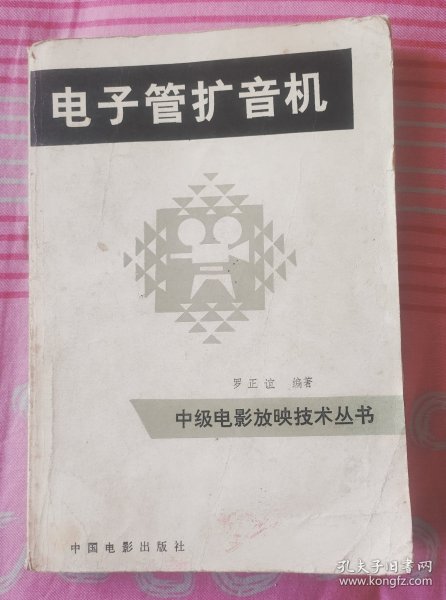 电子管扩音机
罗正谊 编著
中级电影放映技术丛书
中国电影出版社
孔夫子旧书网
www.kongfz.com